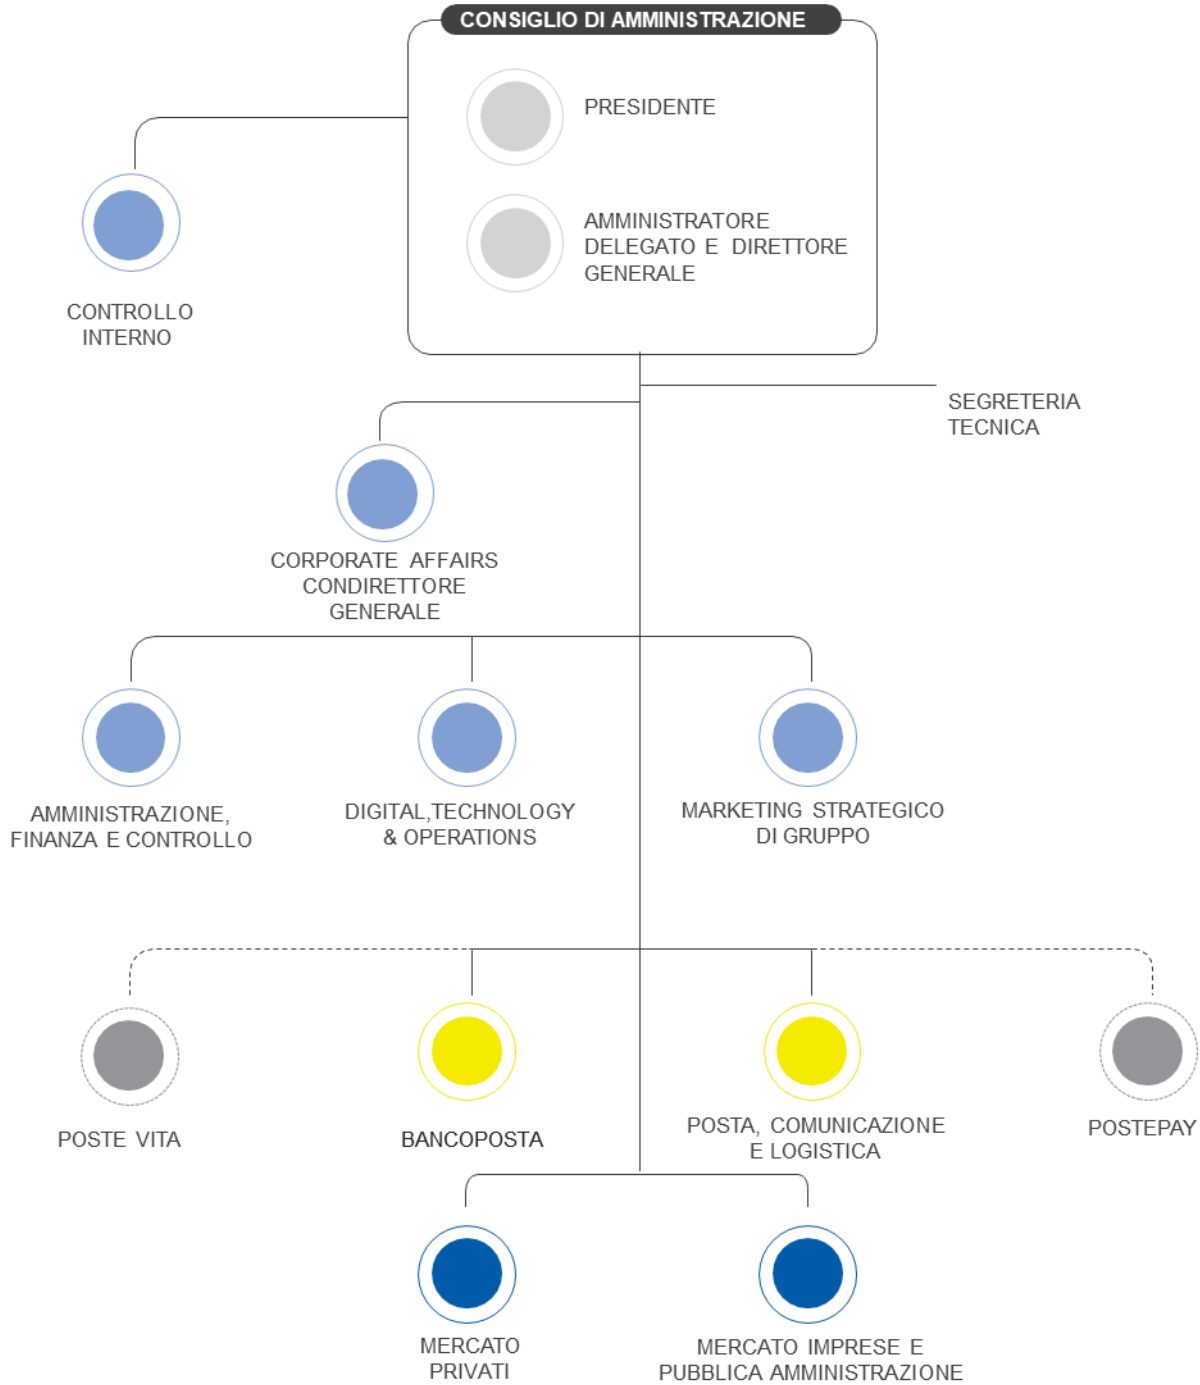 CONSIGLIO DI AMMINISTRAZIONE
PRESIDENTE
AMMINISTRATORE
DELEGATO E DIRETTORE
GENERALE
CONTROLLO
INTERNO
SEGRETERIA
TECNICA
CORPORATE AFFAIRS
CONDIRETTORE
GENERALE
AMMINISTRAZIONE,
FINANZA E CONTROLLO
DIGITAL,TECHNOLOGY
& OPERATIONS
MARKETING STRATEGICO
DI GRUPPO
POSTE VITA
BANCOPOSTA
POSTA, COMUNICAZIONE
E LOGISTICA
POSTEPAY
MERCATO
PRIVATI
MERCATO IMPRESE E
PUBBLICA AMMINISTRAZIONE